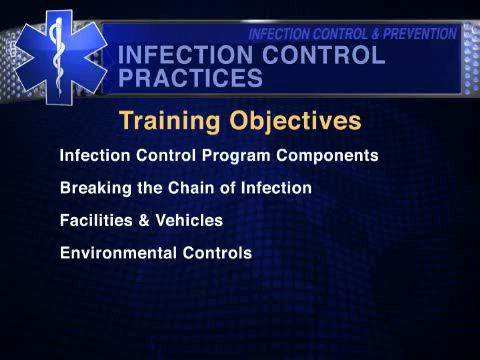 INFECTION CONTROL & PREVENTION
INFECTION CONTROL
PRACTICES
Training Objectives
Infection Control Program Components
Breaking the Chain of Infection
Facilities & Vehicles
Environmental Controls